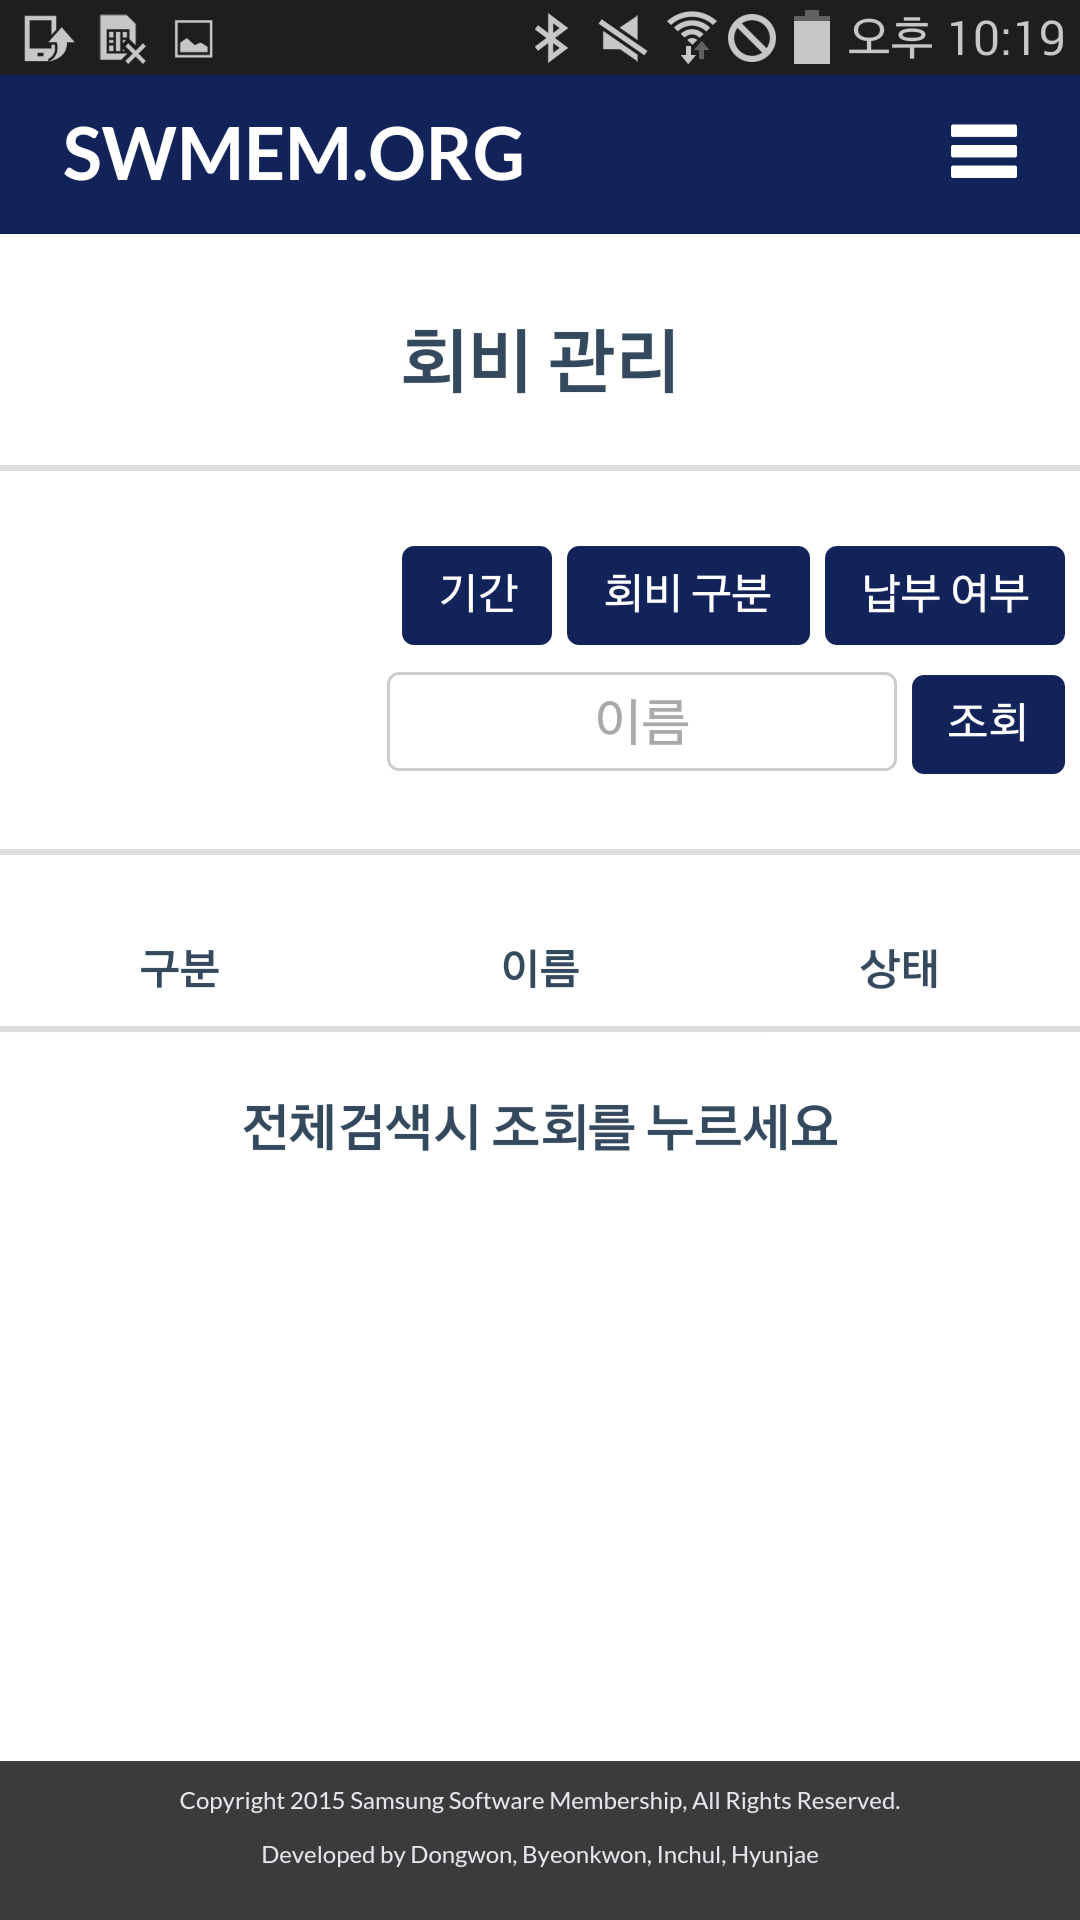 오후 10:19
SWMEM.ORG
회비 관리
기간 회비 구분 납부 여부
이름 조회
구분 이름 상태
전체검색시 조회를 누르세요
Copyright 2015 Samsung Software Membership, All Rights Reserved.
Developed by Dongwon, Byeonkwon, Inchul, Hyunjae